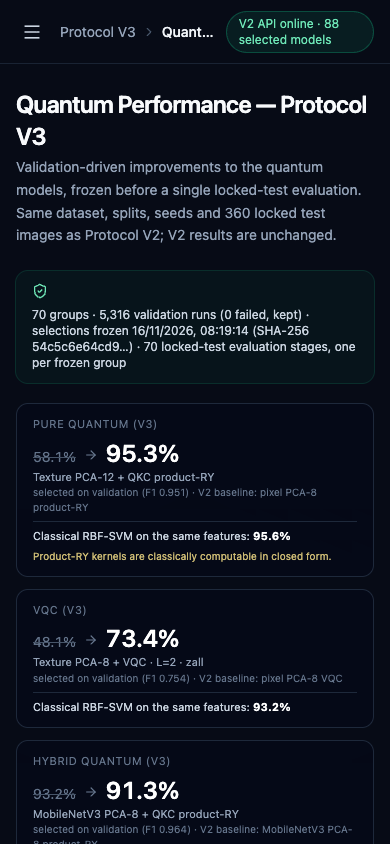 Protocol V3 > Quant...
V2 API online · 88
selected models
Quantum Performance — Protocol
V3
Validation-driven improvements to the quantum
models, frozen before a single locked-test evaluation.
Same dataset, splits, seeds and 360 locked test
images as Protocol V2; V2 results are unchanged.
70 groups · 5,316 validation runs (0 failed, kept) ·
selections frozen 16/11/2026, 08:19:14 (SHA-256
54c5c6e64cd9…) · 70 locked-test evaluation stages, one
per frozen group
PURE QUANTUM (V3)
58.1% → 95.3%
Texture PCA-12 + QKC product-RY
selected on validation (F1 0.951) · V2 baseline: pixel PCA-8
product-RY
Classical RBF-SVM on the same features: 95.6%
Product-RY kernels are classically computable in closed form.
VQC (V3)
48.1% → 73.4%
Texture PCA-8 + VQC · L=2 · zall
selected on validation (F1 0.754) · V2 baseline: pixel PCA-8 VQC
Classical RBF-SVM on the same features: 93.2%
HYBRID QUANTUM (V3)
93.2% → 91.3%
MobileNetV3 PCA-8 + QKC product-RY
selected on validation (F1 0.964) · V2 baseline: MobileNetV3 PCA-
8 product-RY